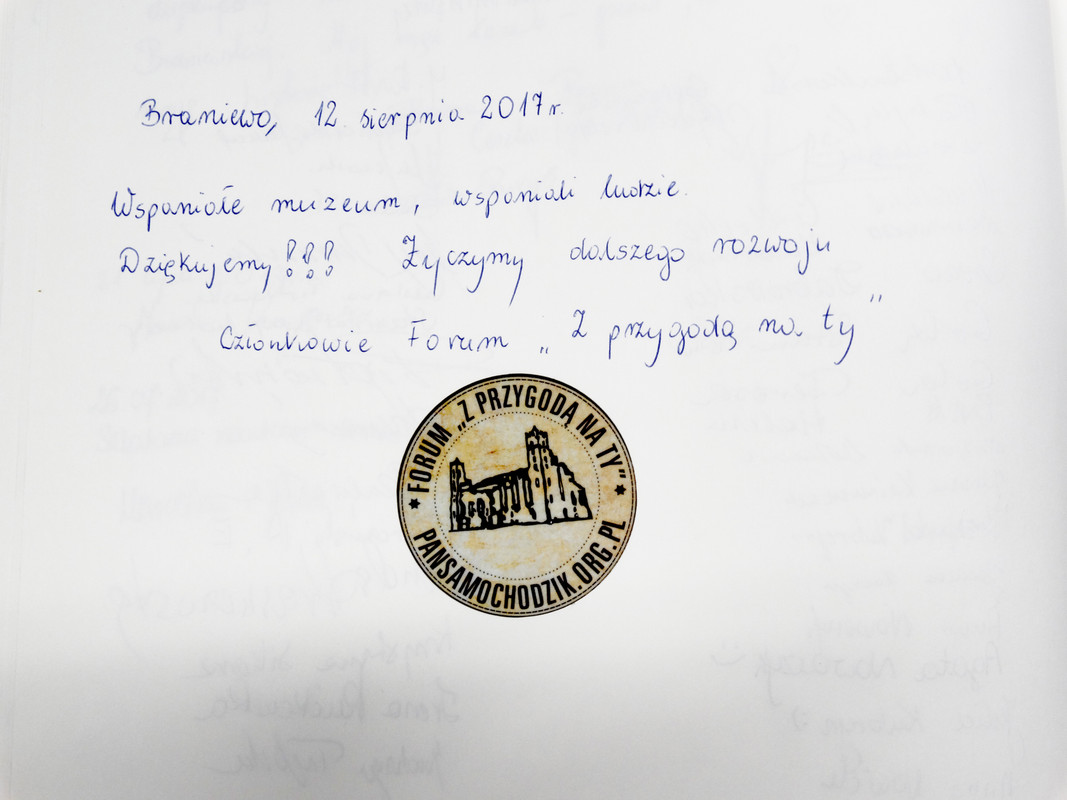 Braniewo, 12 sierpnia 2017 r.
Wspaniałe muzeum, wspaniali ludzie.
Dziękujemy!!! Życzymy dalszego rozwoju
Członkowie Forum „Z przygodą na ty”
FORUM „Z PRZYGODĄ NA TY”
PANSAMOCHODZIK.ORG.PL